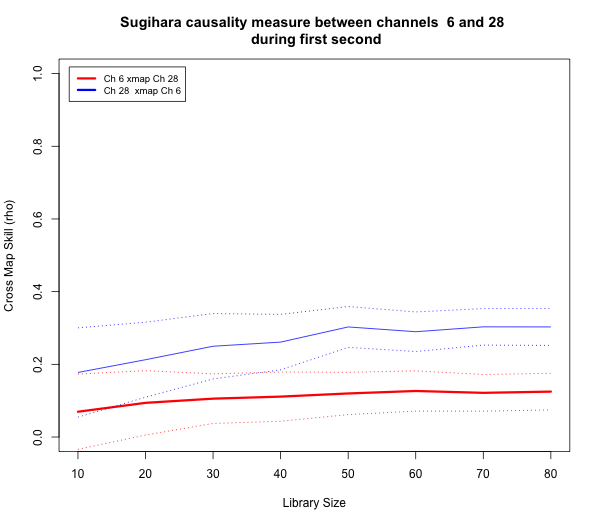 Sugihara causality measure between channels  6 and 28
during first second
Ch 6 xmap Ch 28
Ch 28  xmap Ch 6
Cross Map Skill (rho)
1.0
0.8
0.6
0.4
0.2
0.0
10 20 30 40 50 60 70 80
Library Size